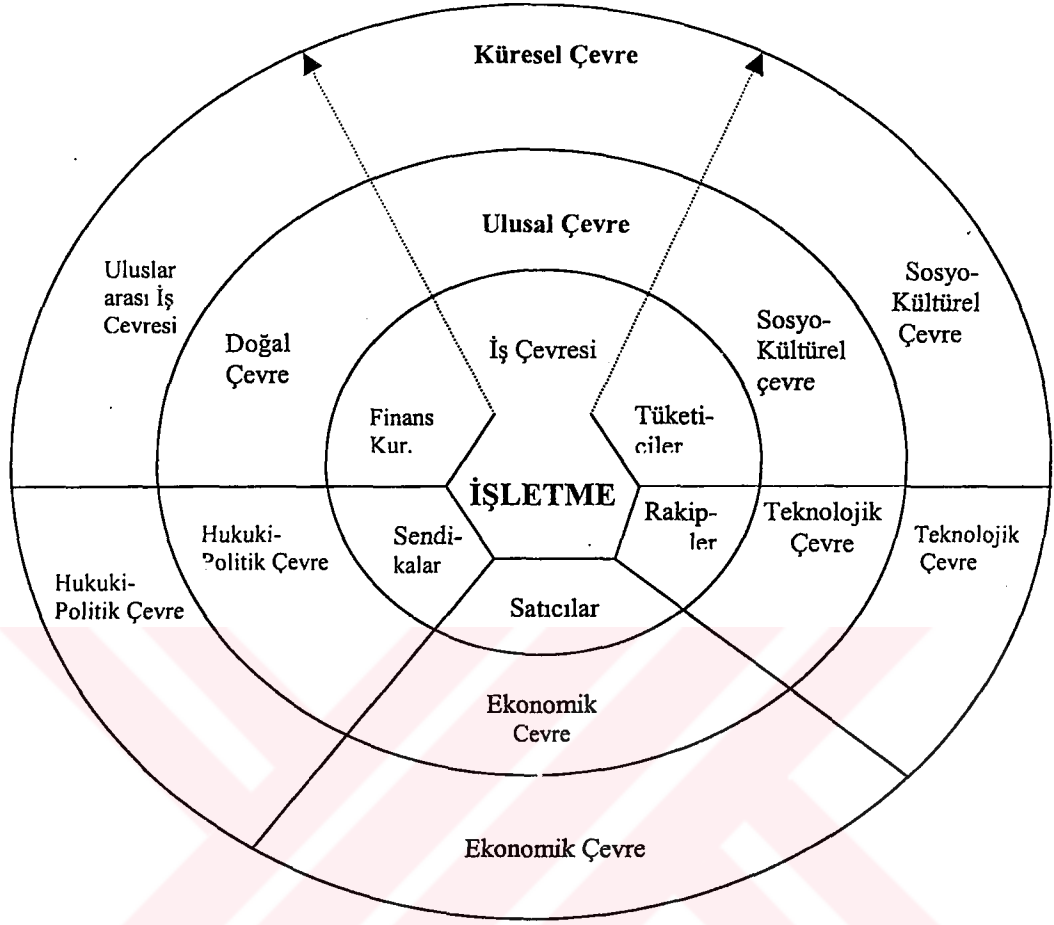 Küresel Çevre
Ulusal Çevre
Uluslar
arası İş
Cevresi
Sosyo-
Kültürel
Çevre
Doğal
Çevre
İş Çevresi
Sosyo-
Kültürel
çevre
Finans
Kur.
Tüketi-
ciler
İŞLETME
Hukuki-
Politik Çevre
Sendi-
kalar
Rakip-
ler
Teknolojik
Çevre
Teknolojik
Çevre
Hukuki-
Politik Çevre
Satıcılar
Ekonomik
Cevre
Ekonomik Çevre